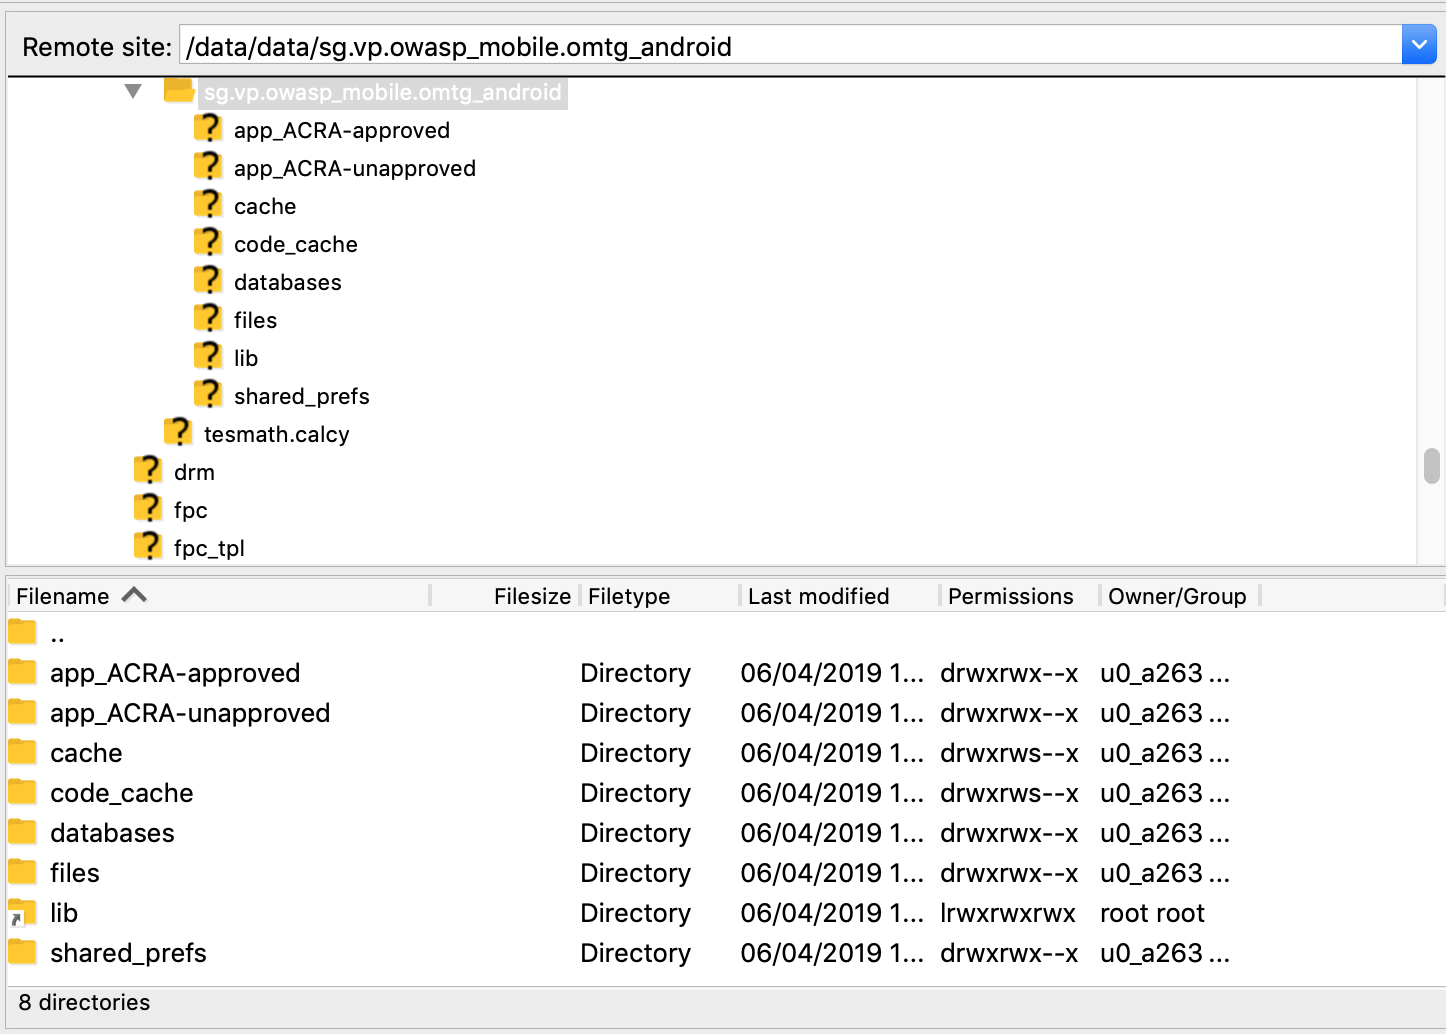 Remote site: /data/data/sg.vp.owasp_mobile.omtg_android
sg.vp.owasp_mobile.omtg_android
app_ACRA-approved
app_ACRA-unapproved
cache
code_cache
databases
files
lib
shared_prefs
tesmath.calcy
drm
fpc
fpc_tpl
Filename Filesize Filetype Last modified Permissions Owner/Group
..
app_ACRA-approved Directory 06/04/2019 1... drwxrwx--x u0_a263 ...
app_ACRA-unapproved Directory 06/04/2019 1... drwxrwx--x u0_a263 ...
cache Directory 06/04/2019 1... drwxrws--x u0_a263 ...
code_cache Directory 06/04/2019 1... drwxrws--x u0_a263 ...
databases Directory 06/04/2019 1... drwxrwx--x u0_a263 ...
files Directory 06/04/2019 1... drwxrwx--x u0_a263 ...
lib Directory 06/04/2019 1... lrwxrwxrwx root root
shared_prefs Directory 06/04/2019 1... drwxrwx--x u0_a263 ...
8 directories